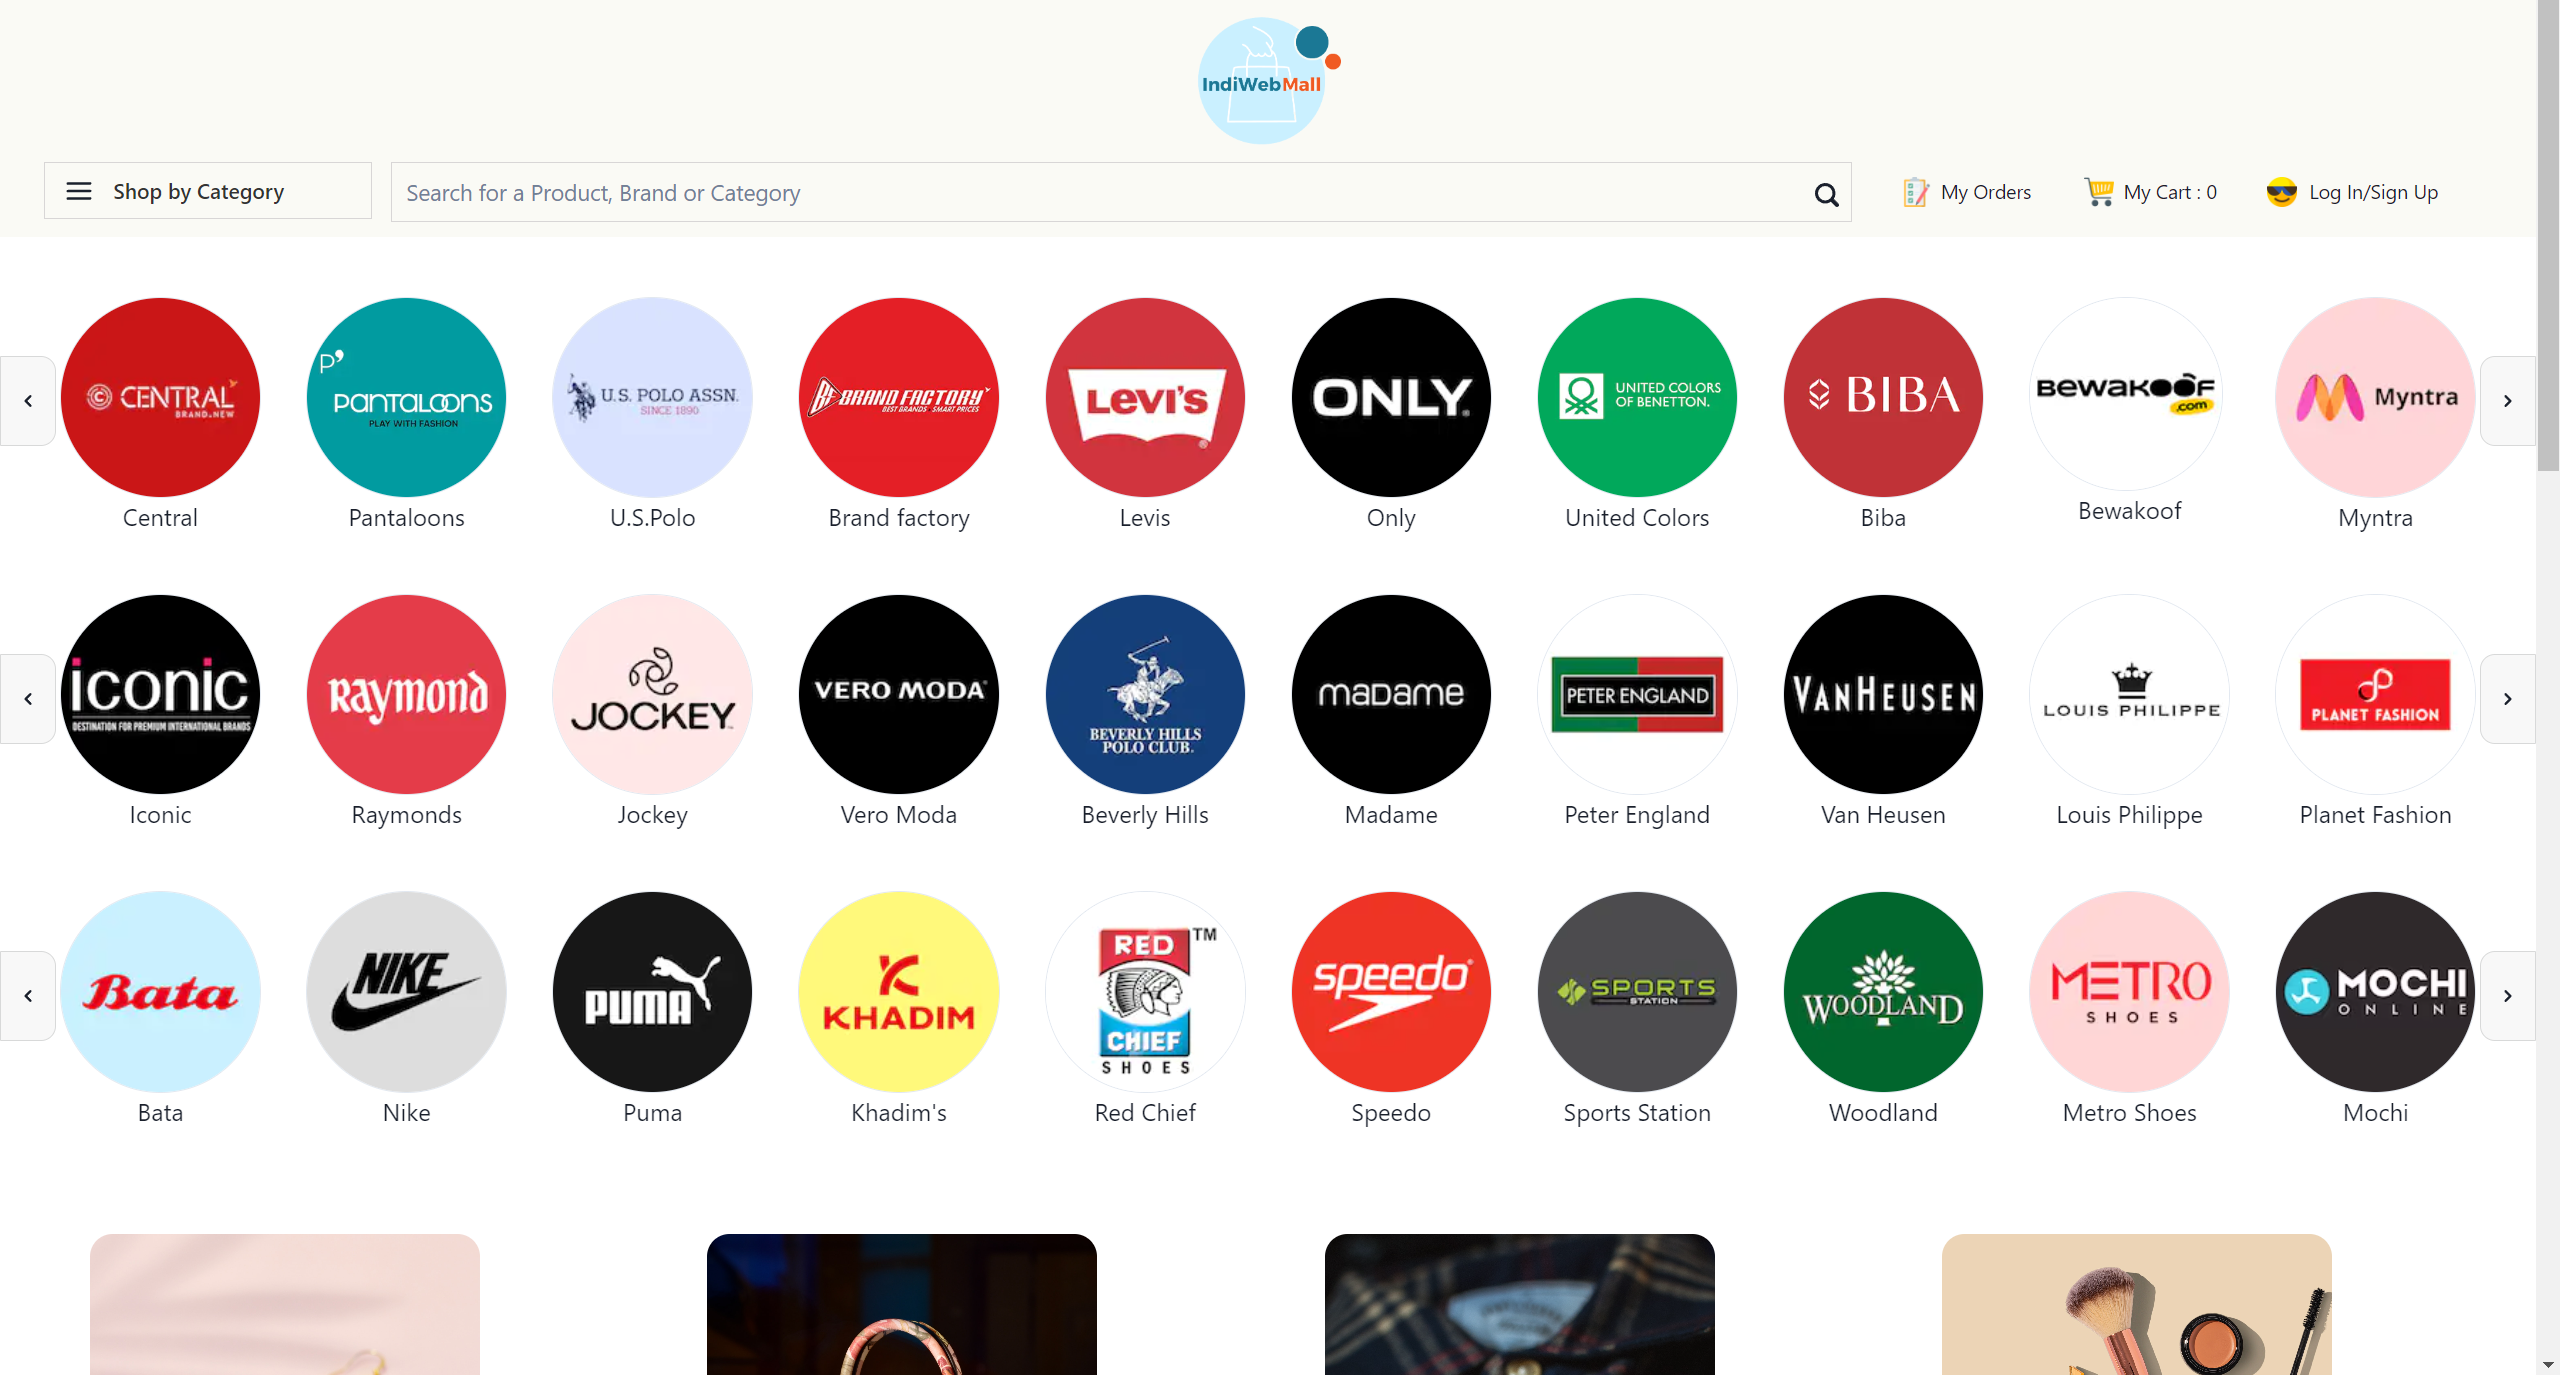 IndiWebMall
Shop by Category
Search for a Product, Brand or Category
My Orders
My Cart : 0
Log In/Sign Up
CENTRAL
BRAND.NEW
P'
PANTALOONS
PLAY WITH FASHION
U.S. POLO ASSN.
SINCE 1890
BRAND FACTORY
BEST BRANDS SMART PRICES
LEVI'S
®
ONLY
UNITED COLORS
OF BENETTON.
BIBA
BEWAKOOF
.com
Myntra
Central
Pantaloons
U.S.Polo
Brand factory
Levis
Only
United Colors
Biba
Bewakoof
Myntra
iconic
DESTINATION FOR PREMIUM INTERNATIONAL BRANDS
Raymond
JOCKEY
VERO MODA
BEVERLY HILLS
POLO CLUB.
maDame
PETER ENGLAND
VAN HEUSEN
LOUIS PHILIPPE
PLANET FASHION
Iconic
Raymonds
Jockey
Vero Moda
Beverly Hills
Madame
Peter England
Van Heusen
Louis Philippe
Planet Fashion
Bata
NIKE
PUMA
KHADIM
RED TM
CHIEF
SHOES
speedo
SPORTS
STATION
WOODLAND
METRO
SHOES
MOCHI
ONLINE
Bata
Nike
Puma
Khadim's
Red Chief
Speedo
Sports Station
Woodland
Metro Shoes
Mochi